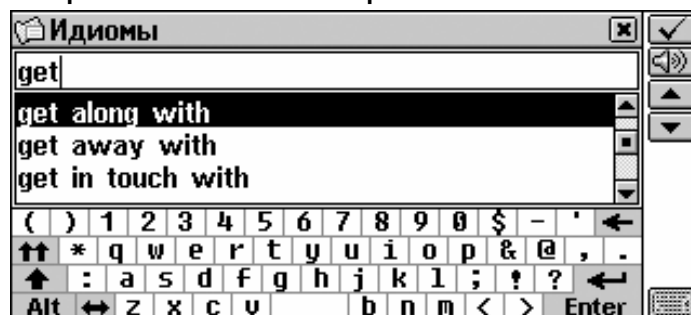 Идиомы
get
get along with
get away with
get in touch with
( ) 1 2 3 4 5 6 7 8 9 0 $ - '
* q w e r t y u i o p & @ , .
: a s d f g h j k l ; ! ?
Alt z x c v b n m < > Enter